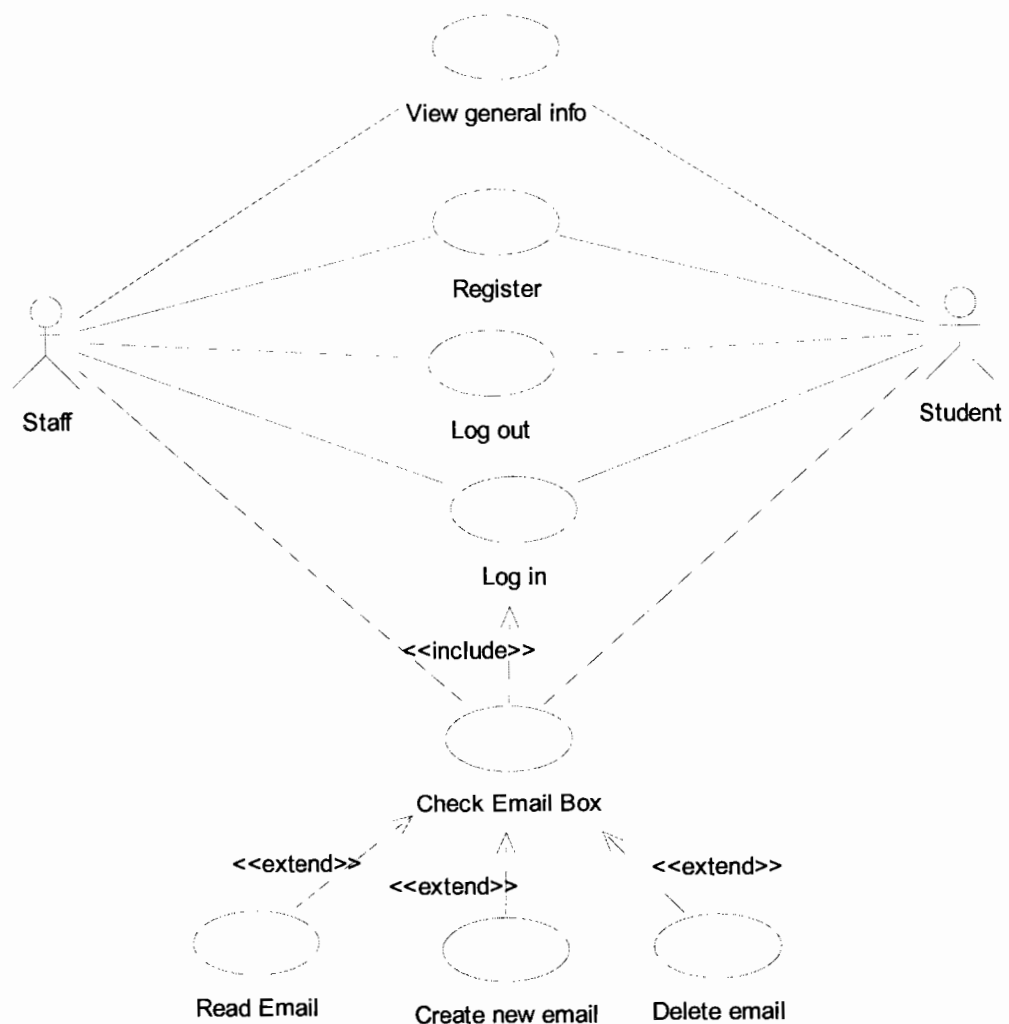 View general info
Register
Staff
Student
Log out
Log in
<<include>>
Check Email Box
<<extend>>
<<extend>>
<<extend>>
Read Email
Create new email
Delete email